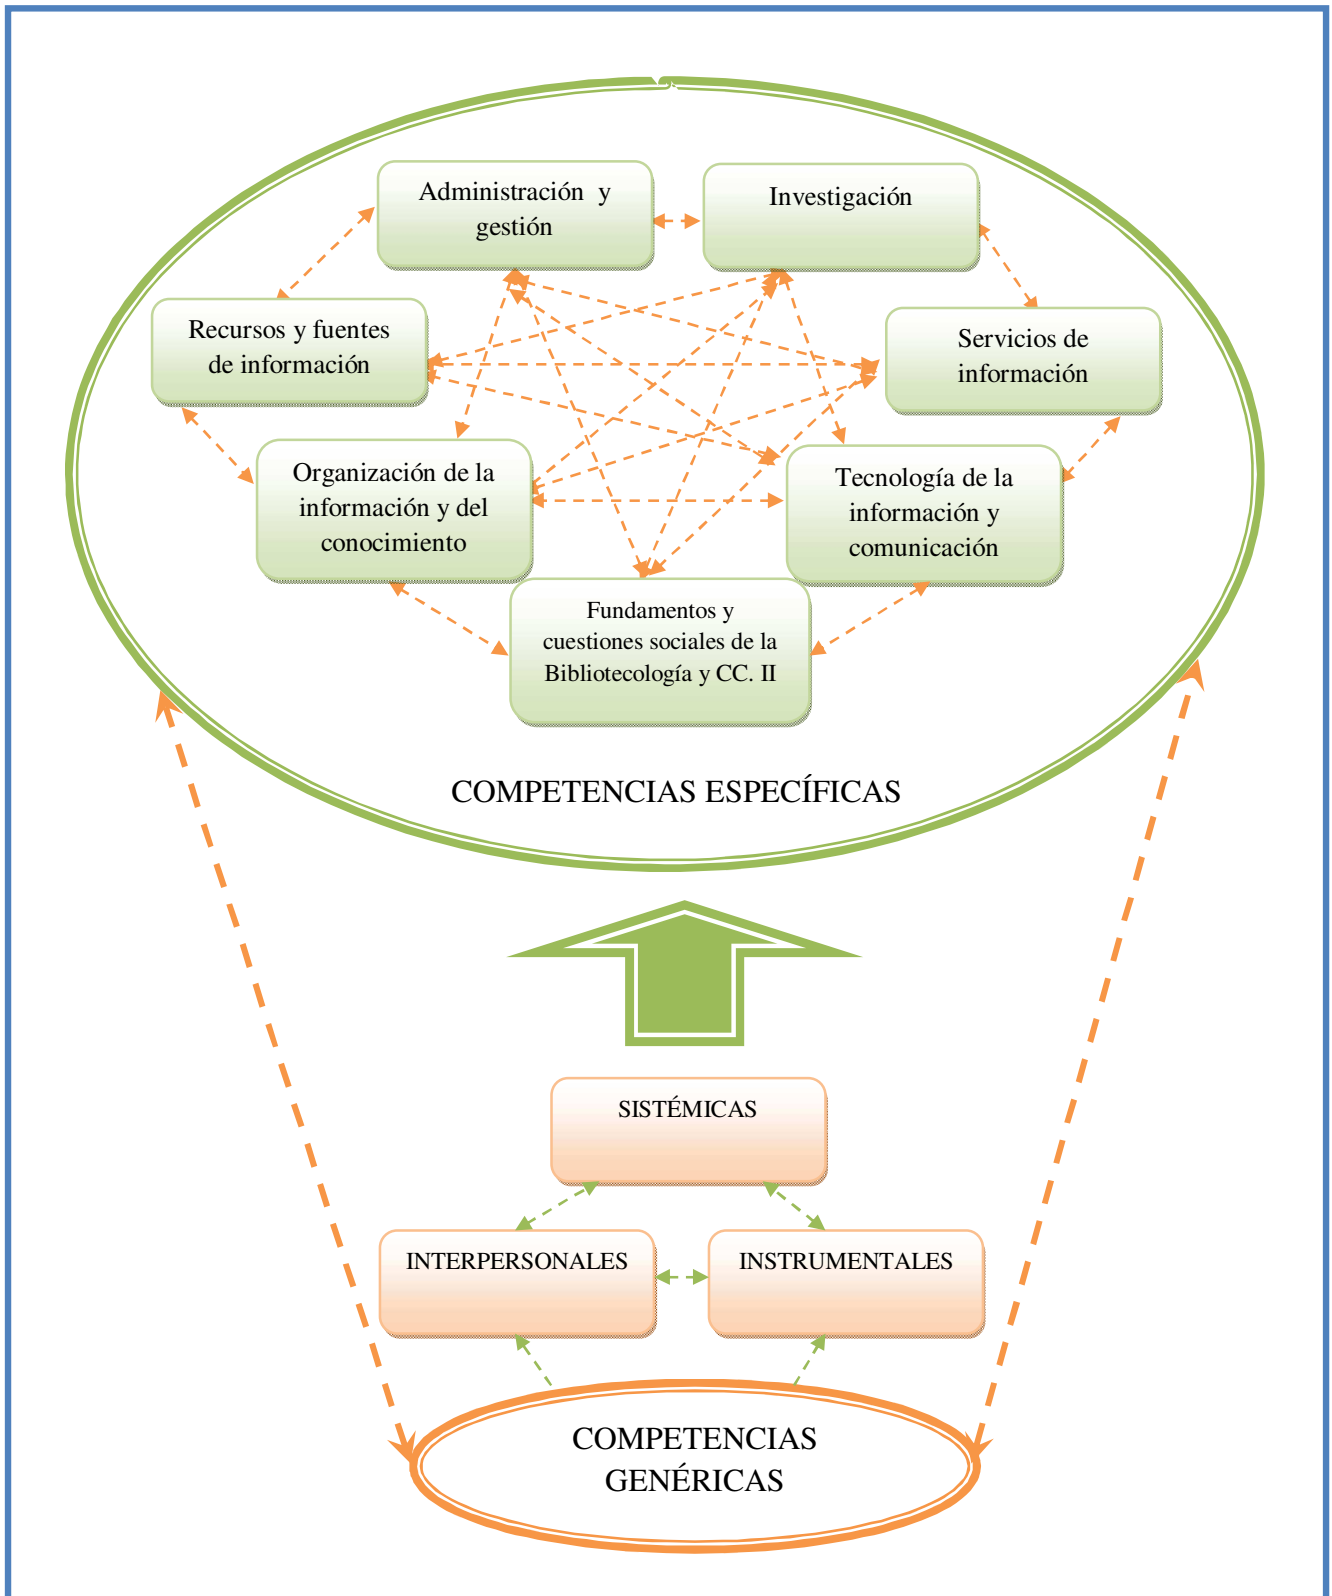 Administración y
gestión
Investigación
Recursos y fuentes
de información
Servicios de
información
Organización de la
información y del
conocimiento
Tecnología de la
información y
comunicación
Fundamentos y
cuestiones sociales de la
Bibliotecología y CC. II
COMPETENCIAS ESPECÍFICAS
SISTÉMICAS
INTERPERSONALES
INSTRUMENTALES
COMPETENCIAS
GENÉRICAS